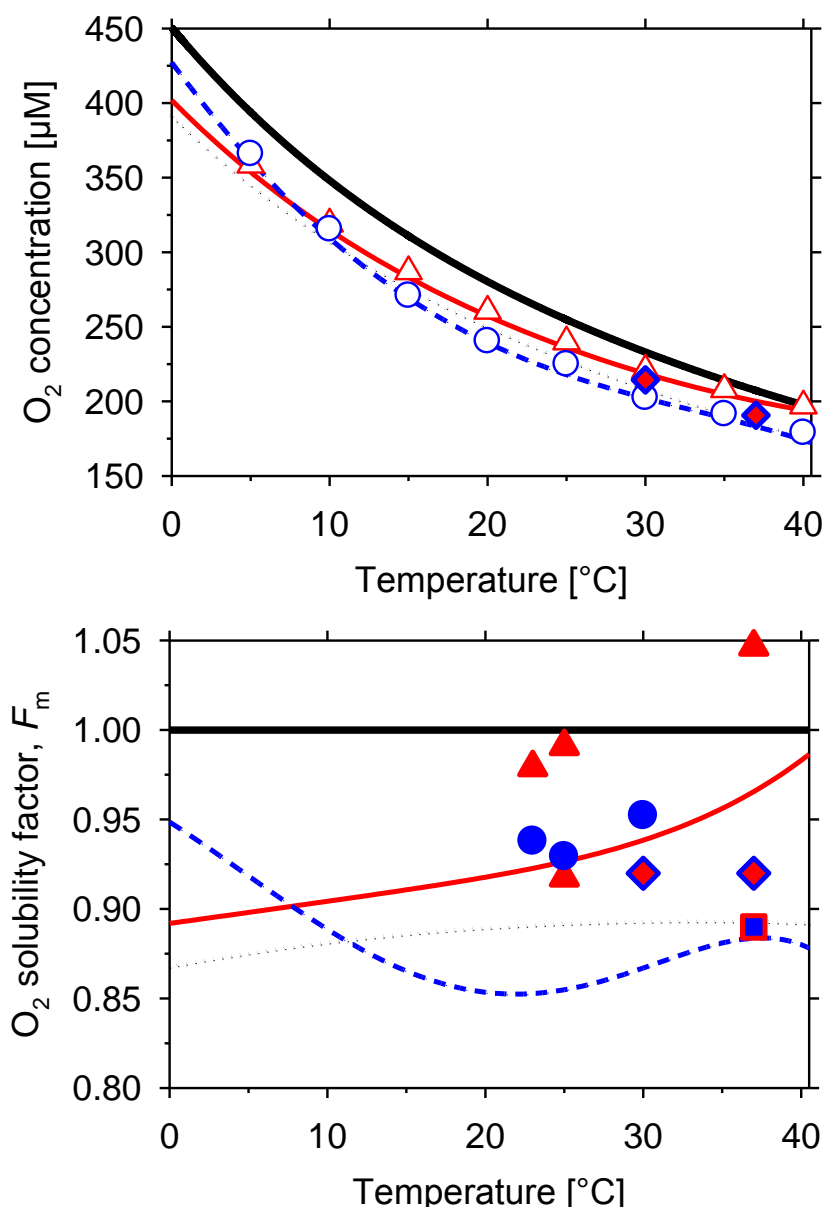 450
400
350
300
250
200
150
O2 concentration [µM]
0 10 20 30 40
Temperature [°C]
1.05
1.00
0.95
0.90
0.85
0.80
O2 solubility factor, Fm
0 10 20 30 40
Temperature [°C]